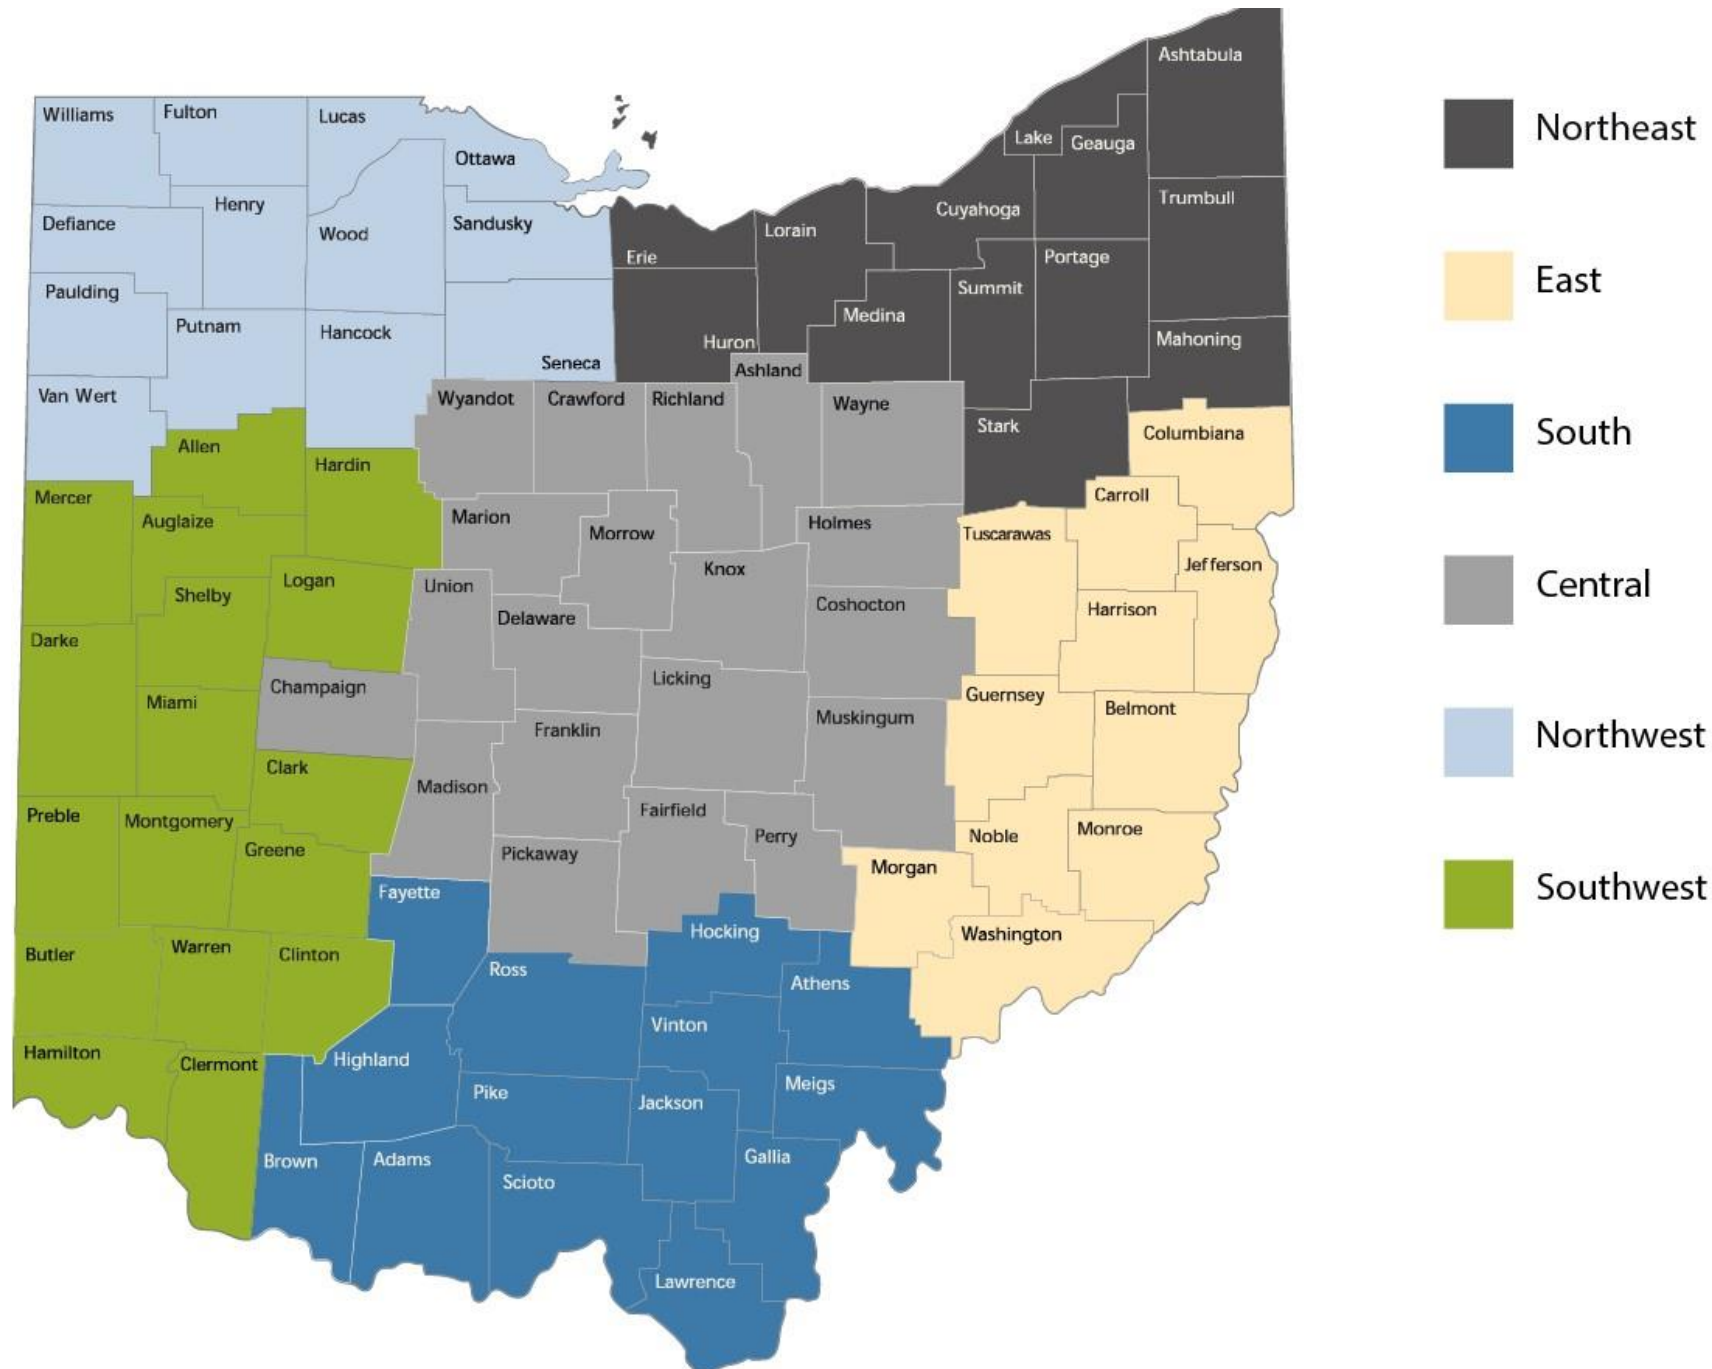 Ashtabula
Williams
Fulton
Lucas
Lake
Geauga
Northeast
Ottawa
Henry
Defiance
Wood
Sandusky
Cuyahoga
Trumbull
Lorain
Erie
Portage
Paulding
Summit
East
Putnam
Hancock
Medina
Huron
Mahoning
Seneca
Ashland
Van Wert
Wyandot
Crawford
Richland
Wayne
Stark
Columbiana
South
Allen
Hardin
Mercer
Carroll
Auglaize
Marion
Morrow
Holmes
Tuscarawas
Jefferson
Logan
Union
Knox
Central
Shelby
Delaware
Coshocton
Harrison
Darke
Champaign
Licking
Guernsey
Miami
Franklin
Muskingum
Belmont
Northwest
Clark
Madison
Preble
Montgomery
Fairfield
Perry
Noble
Monroe
Greene
Pickaway
Morgan
Fayette
Southwest
Butler
Warren
Clinton
Hocking
Washington
Ross
Athens
Vinton
Hamilton
Clermont
Highland
Pike
Jackson
Meigs
Brown
Adams
Gallia
Scioto
Lawrence